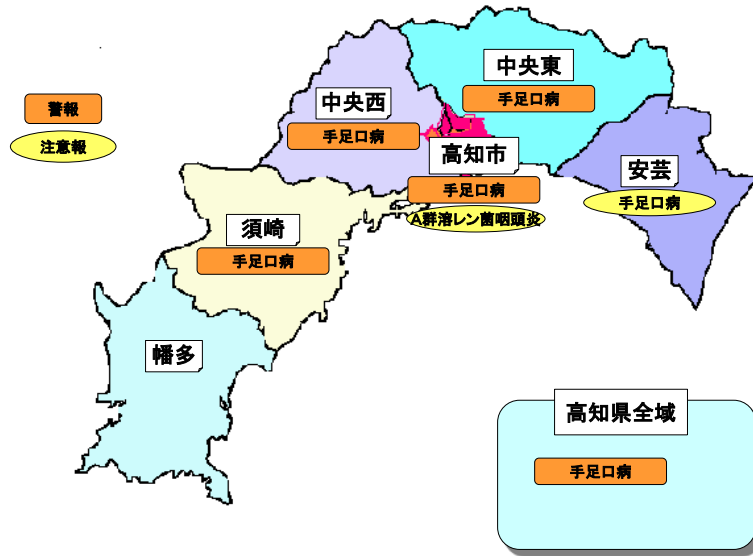 警報
注意報
中央東
手足口病
中央西
手足口病
高知市
手足口病
A群溶レン菌咽頭炎
安芸
手足口病
須崎
手足口病
幡多
高知県全域
手足口病